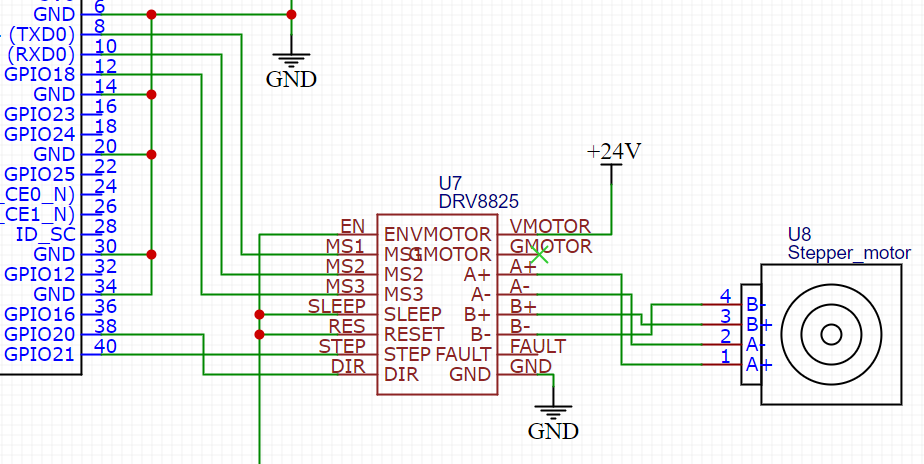 GND 6
(TXD0) 8
(RXD0) 10
GPIO18 12
GND 14
GPIO23 16
GPIO24 18
GND 20
GPIO25 22
_CE0_N) 24
_CE1_N) 26
ID_SC 28
GND 30
GPIO12 32
GND 34
GPIO16 36
GPIO20 38
GPIO21 40
GND
+24V
U7
DRV8825
EN EN VMOTOR VMOTOR
MS1 MS1 GMOTOR GMOTOR
MS2 MS2 A+ A+
MS3 MS3 A- A-
SLEEP SLEEP B+ B+
RES RESET B- B-
STEP STEP FAULT FAULT
DIR DIR GND GND
GND
U8
Stepper_motor
4 B-
3 B+
2 A-
1 A+